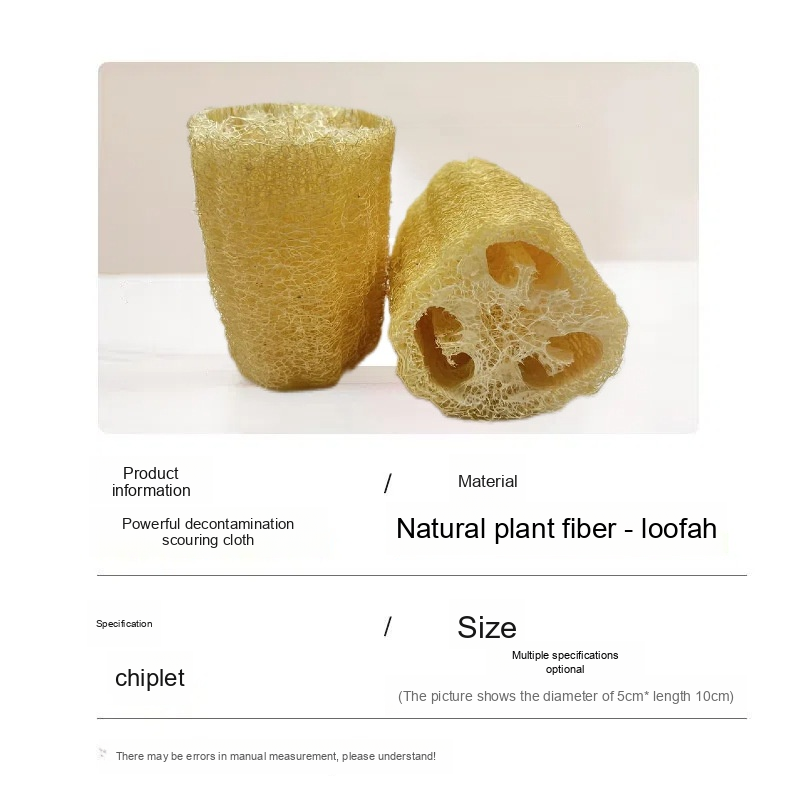 Product
information
/
Material
Powerful decontamination
scouring cloth
Natural plant fiber - loofah
Specification
/
Size
Multiple specifications
optional
chiplet
(The picture shows the diameter of 5cm* length 10cm)
There may be errors in manual measurement, please understand!